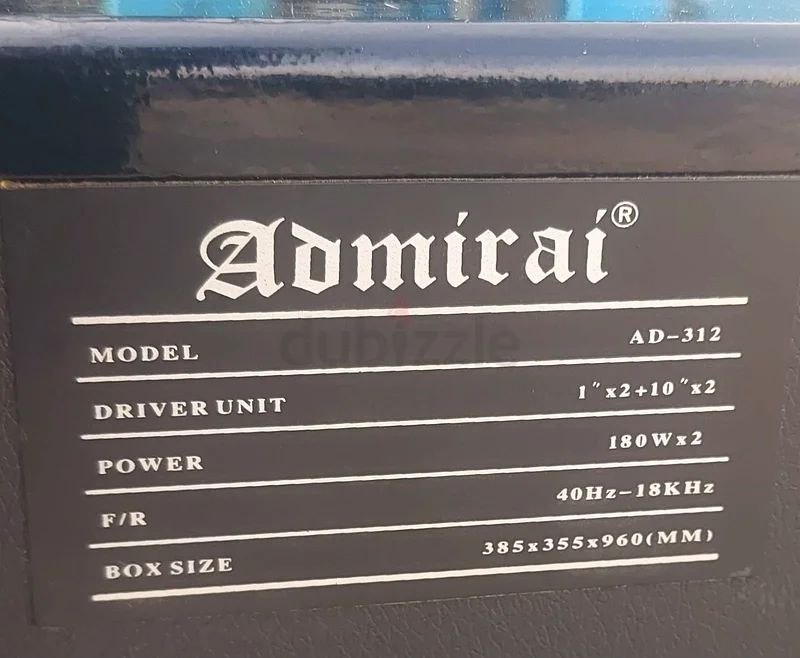 Admirai®
MODEL AD-312
DRIVER UNIT 1"x2+10"x2
POWER 180Wx2
F/R 40Hz-18KHz
BOX SIZE 385x355x960(MM)
dubizzle